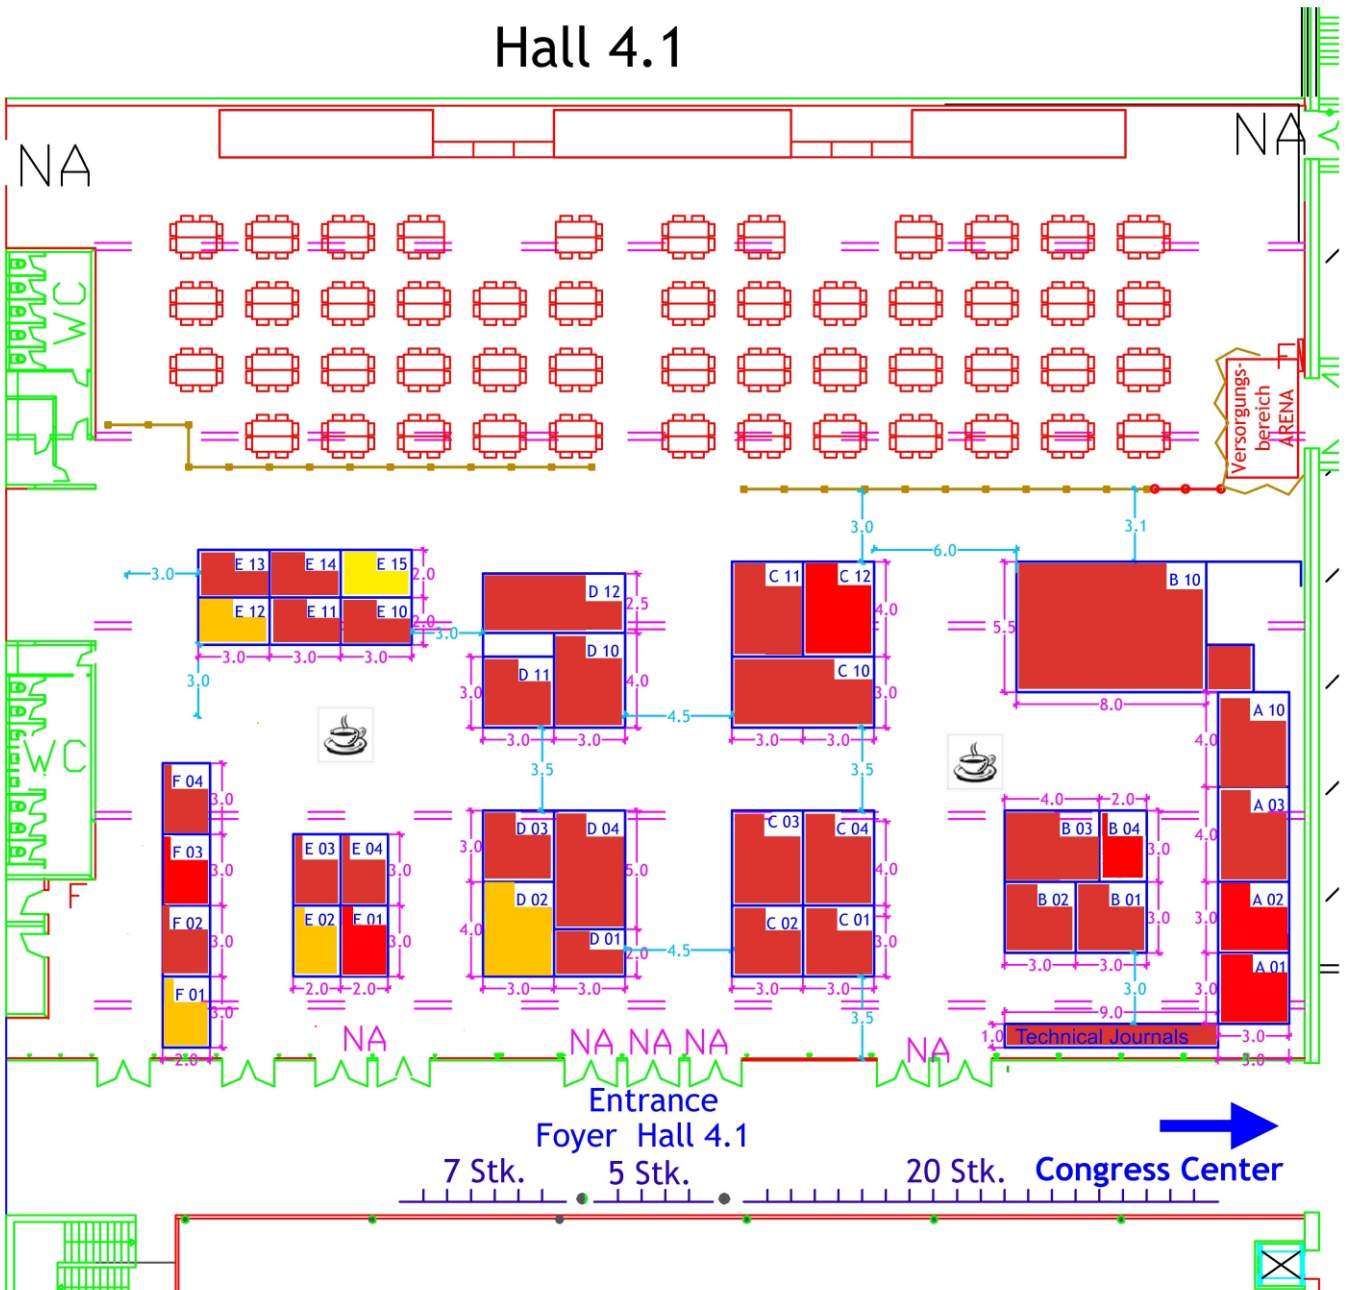 Hall 4.1
NA
NA
WC
F
Versorgungs-
bereich
ARENA
3.0
3.1
6.0
E 13
E 14
E 15
2.0
3.0
E 12
E 11
E 10
2.0
3.0
3.0
3.0
3.0
3.0
D 12
2.5
D 10
D 11
4.0
3.0
3.0
3.0
4.5
C 11
C 12
4.0
C 10
3.0
3.0
3.0
B 10
5.5
8.0
A 10
4.0
WC
3.5
3.5
F 04
3.0
F 03
3.0
F 02
3.0
F 01
3.0
2.0
F
E 03
E 04
3.0
E 02
E 01
3.0
2.0
2.0
D 03
D 04
3.0
5.0
D 02
4.0
D 01
2.0
3.0
3.0
4.5
C 03
C 04
4.0
C 02
C 01
3.0
3.0
3.0
3.5
4.0
2.0
B 03
B 04
3.0
B 02
B 01
3.0
3.0
3.0
3.0
A 03
4.0
A 02
3.0
A 01
3.0
9.0
1.0
Technical Journals
3.0
3.0
NA
NA NA NA
NA
Entrance
Foyer Hall 4.1
7 Stk.
5 Stk.
20 Stk.
Congress Center